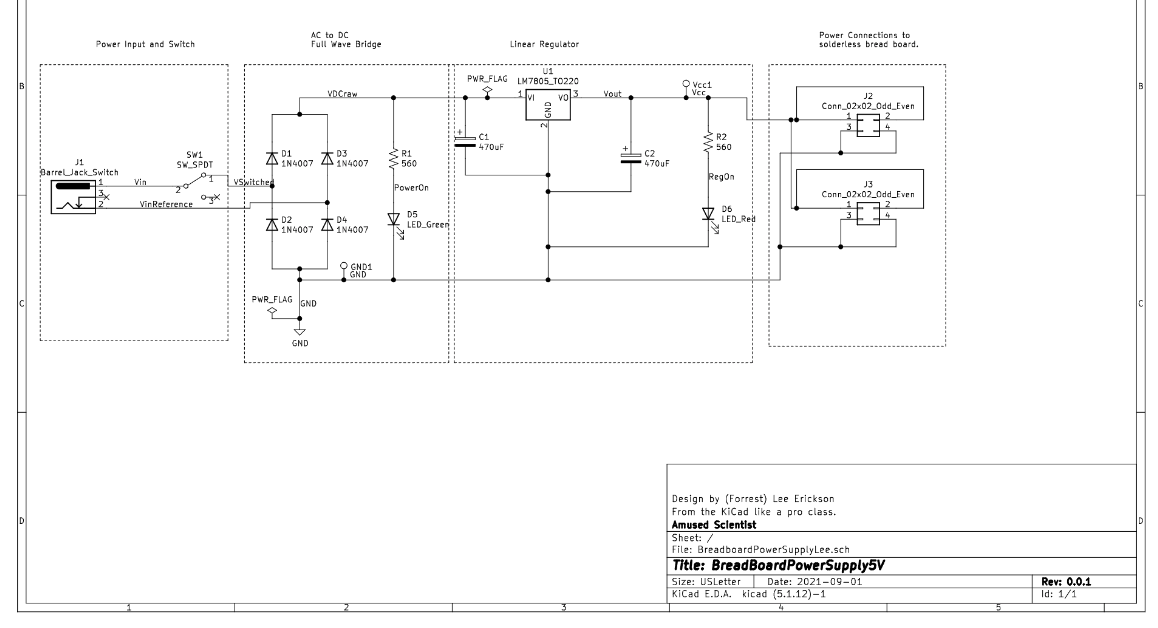 Power Input and Switch
AC to DC
Full Wave Bridge
Linear Regulator
Power Connections to
solderless bread board.
B
B
J1
Barrel_Jack_Switch
1
3
2
Vin
VinReference
SW1
SW_SPDT
2
1
3
VSwitched
VDCraw
D1
1N4007
D3
1N4007
D2
1N4007
D4
1N4007
R1
560
PowerOn
D5
LED_Green
GND1
GND
PWR_FLAG
GND
GND
PWR_FLAG
U1
LM7805_TO220
1
VI
VO
3
GND
2
C1
470uF
Vout
C2
470uF
Vcc1
Vcc
R2
560
RegOn
D6
LED_Red
J2
Conn_02x02_Odd_Even
1
2
3
4
J3
Conn_02x02_Odd_Even
1
2
3
4
C
C
D
D
Design by (Forrest) Lee Erickson
From the KiCad like a pro class.
Amused Scientist
Sheet: /
File: BreadboardPowerSupplyLee.sch
Title: BreadBoardPowerSupply5V
Size: USLetter
Date: 2021-09-01
Rev: 0.0.1
KiCad E.D.A. kicad (5.1.12)-1
Id: 1/1
1
2
3
4
5